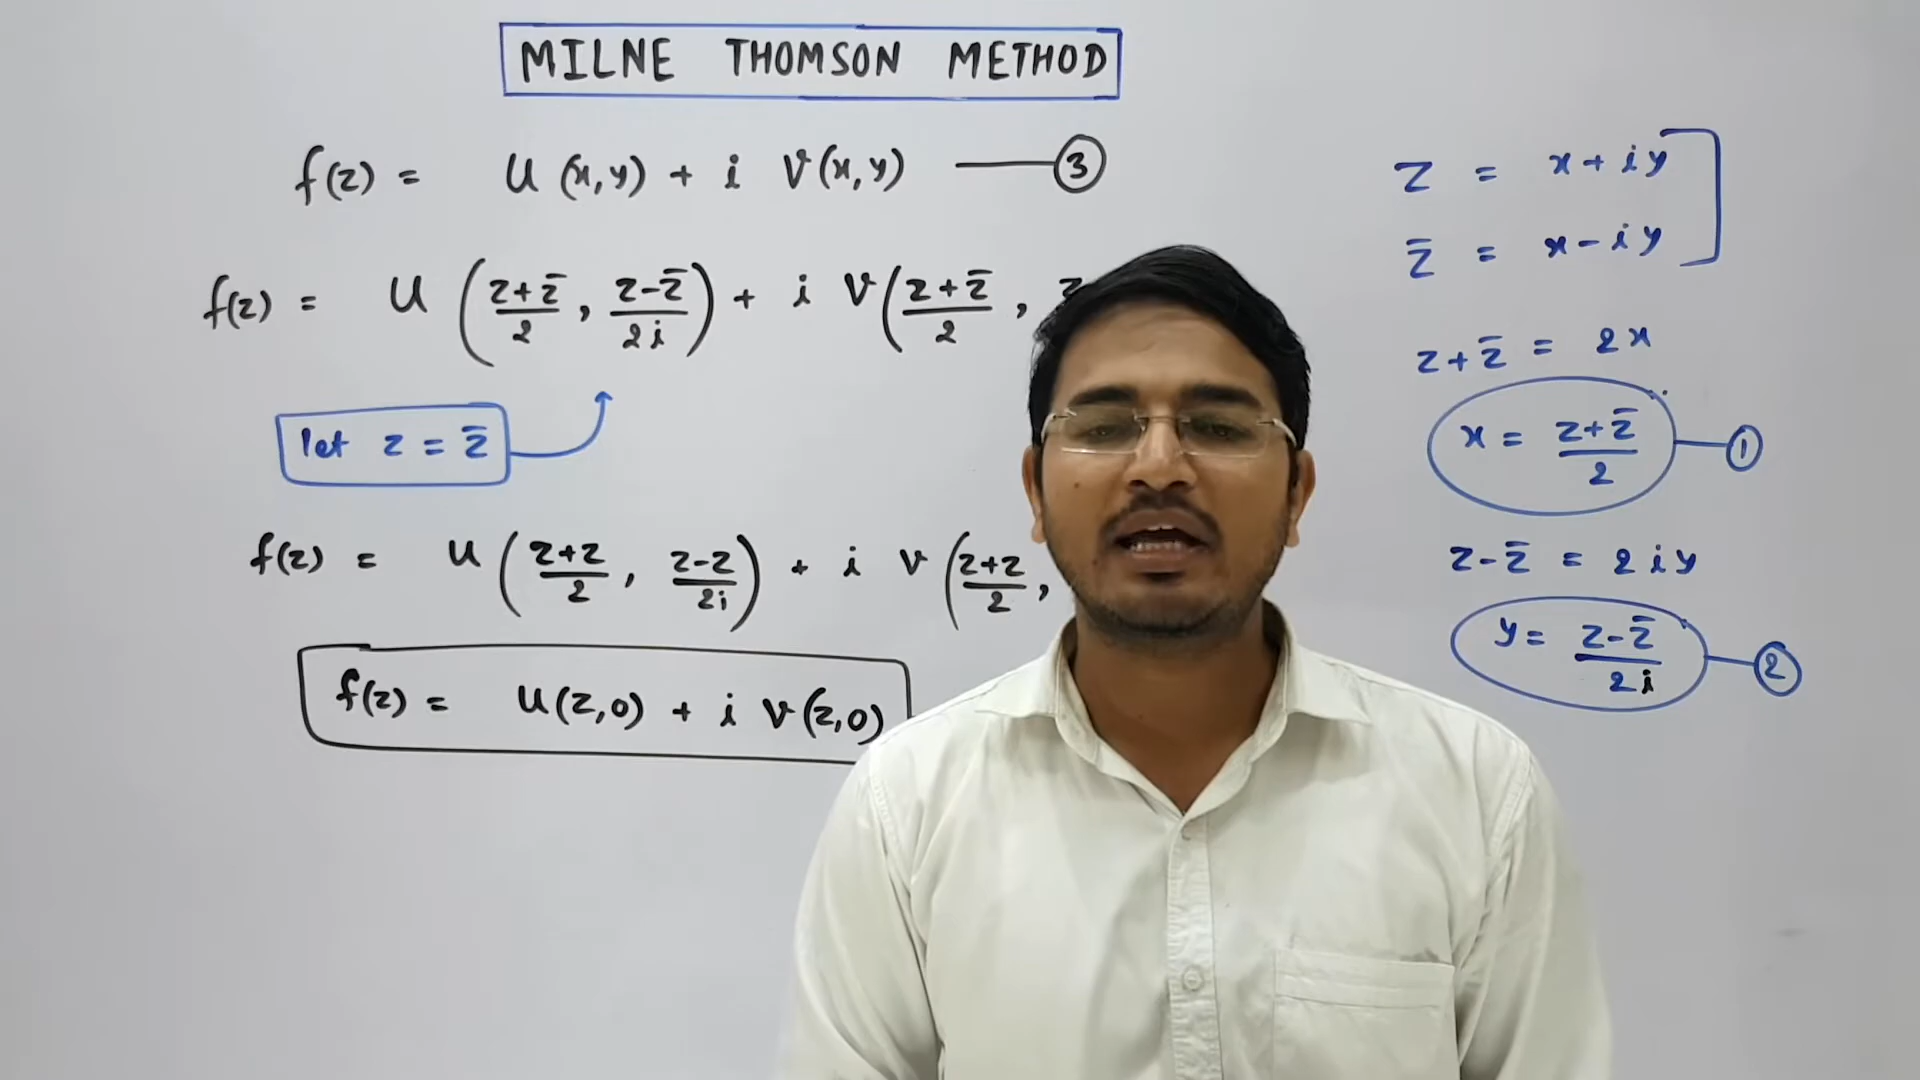 MILNE THOMSON METHOD
f(z) = u(x,y) + i v(x,y) — ③
f(z) = u((z+z̄)/2, (z-z̄)/2i) + i v((z+z̄)/2,
let z = z̄
f(z) = u((z+z)/2, (z-z)/2i) + i v((z+z)/2,
f(z) = u(z,0) + i v(z,0)
z = x+iy
z̄ = x-iy
z+z̄ = 2x
x = (z+z̄)/2 — ①
z-z̄ = 2iy
y = (z-z̄)/2i — ②